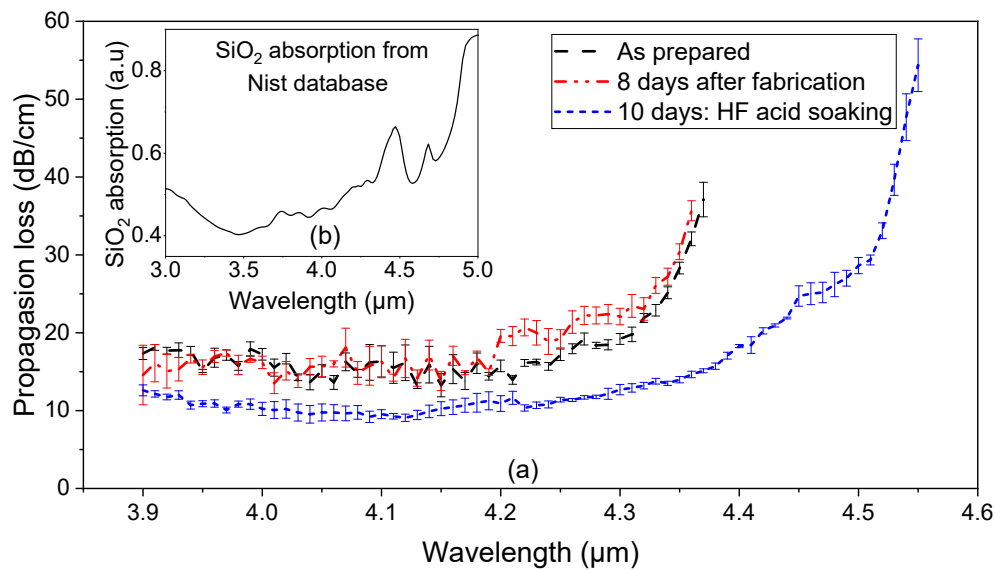 60
50
40
30
20
10
0
Propagasion loss (dB/cm)
3.9
4.0
4.1
4.2
4.3
4.4
4.5
4.6
Wavelength (μm)
(a)
As prepared
8 days after fabrication
10 days: HF acid soaking
SiO2 absorption from
Nist database
0.8
0.6
0.4
SiO2 absorption (a.u)
3.0
3.5
4.0
4.5
5.0
Wavelength (μm)
(b)